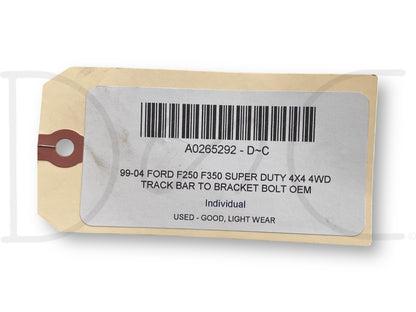 A0265292 - D~C
99-04 FORD F250 F350 SUPER DUTY 4X4 4WD
TRACK BAR TO BRACKET BOLT OEM
Individual
USED - GOOD, LIGHT WEAR